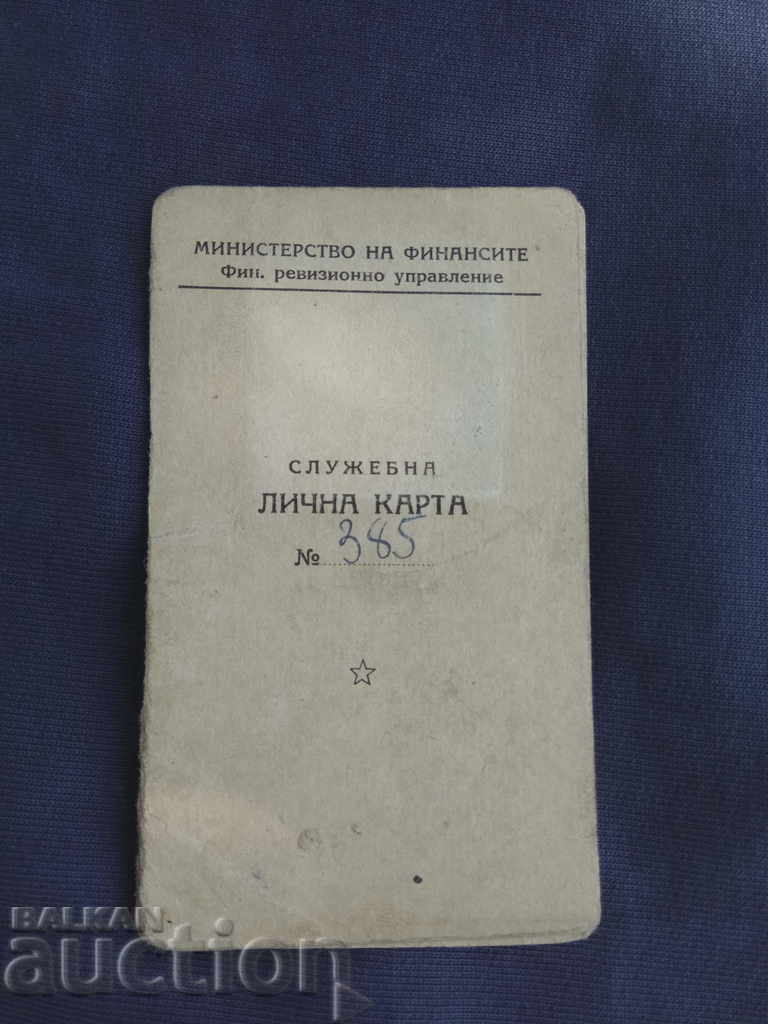 МИНИСТЕРСТВО НА ФИНАНСИТЕ
Фин. ревизионно управление
СЛУЖЕБНА
ЛИЧНА КАРТА
№ 385
BALKAN
auction